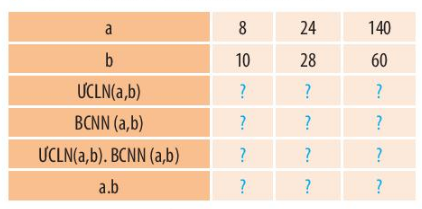 a 8 24 140
b 10 28 60
ƯCLN(a,b) ? ? ?
BCNN (a,b) ? ? ?
ƯCLN(a,b). BCNN (a,b) ? ? ?
a.b ? ? ?